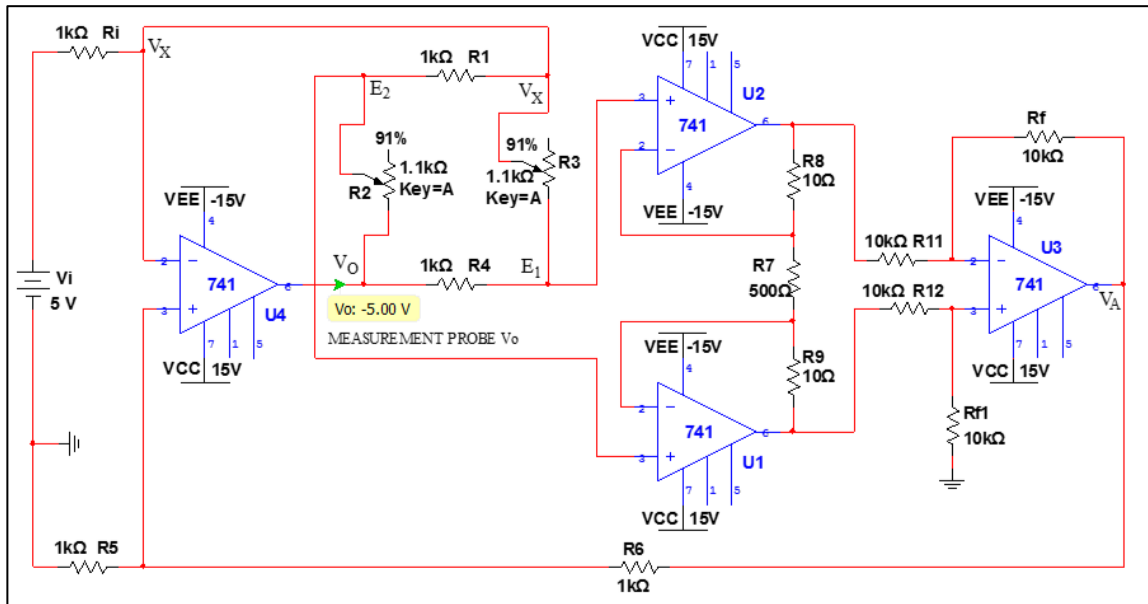 1kΩ Ri
VX
1kΩ R1
E2
VX
91%
1.1kΩ
R2
Key=A
91%
1.1kΩ
R3
Key=A
VCC 15V
7
1
5
U2
3
+
741
6
2
−
4
VEE -15V
R8
10Ω
Rf
10kΩ
VEE -15V
4
2
−
741
6
3
+
U4
7
1
5
VCC 15V
Vi
5 V
VO
1kΩ R4
E1
Vo: -5.00 V
MEASUREMENT PROBE Vo
R7
500Ω
10kΩ R11
10kΩ R12
VEE -15V
4
U3
2
−
741
6
3
+
VA
7
1
5
VCC 15V
VEE -15V
4
2
−
741
6
3
+
U1
7
1
5
VCC 15V
R9
10Ω
Rf1
10kΩ
1kΩ R5
R6
1kΩ